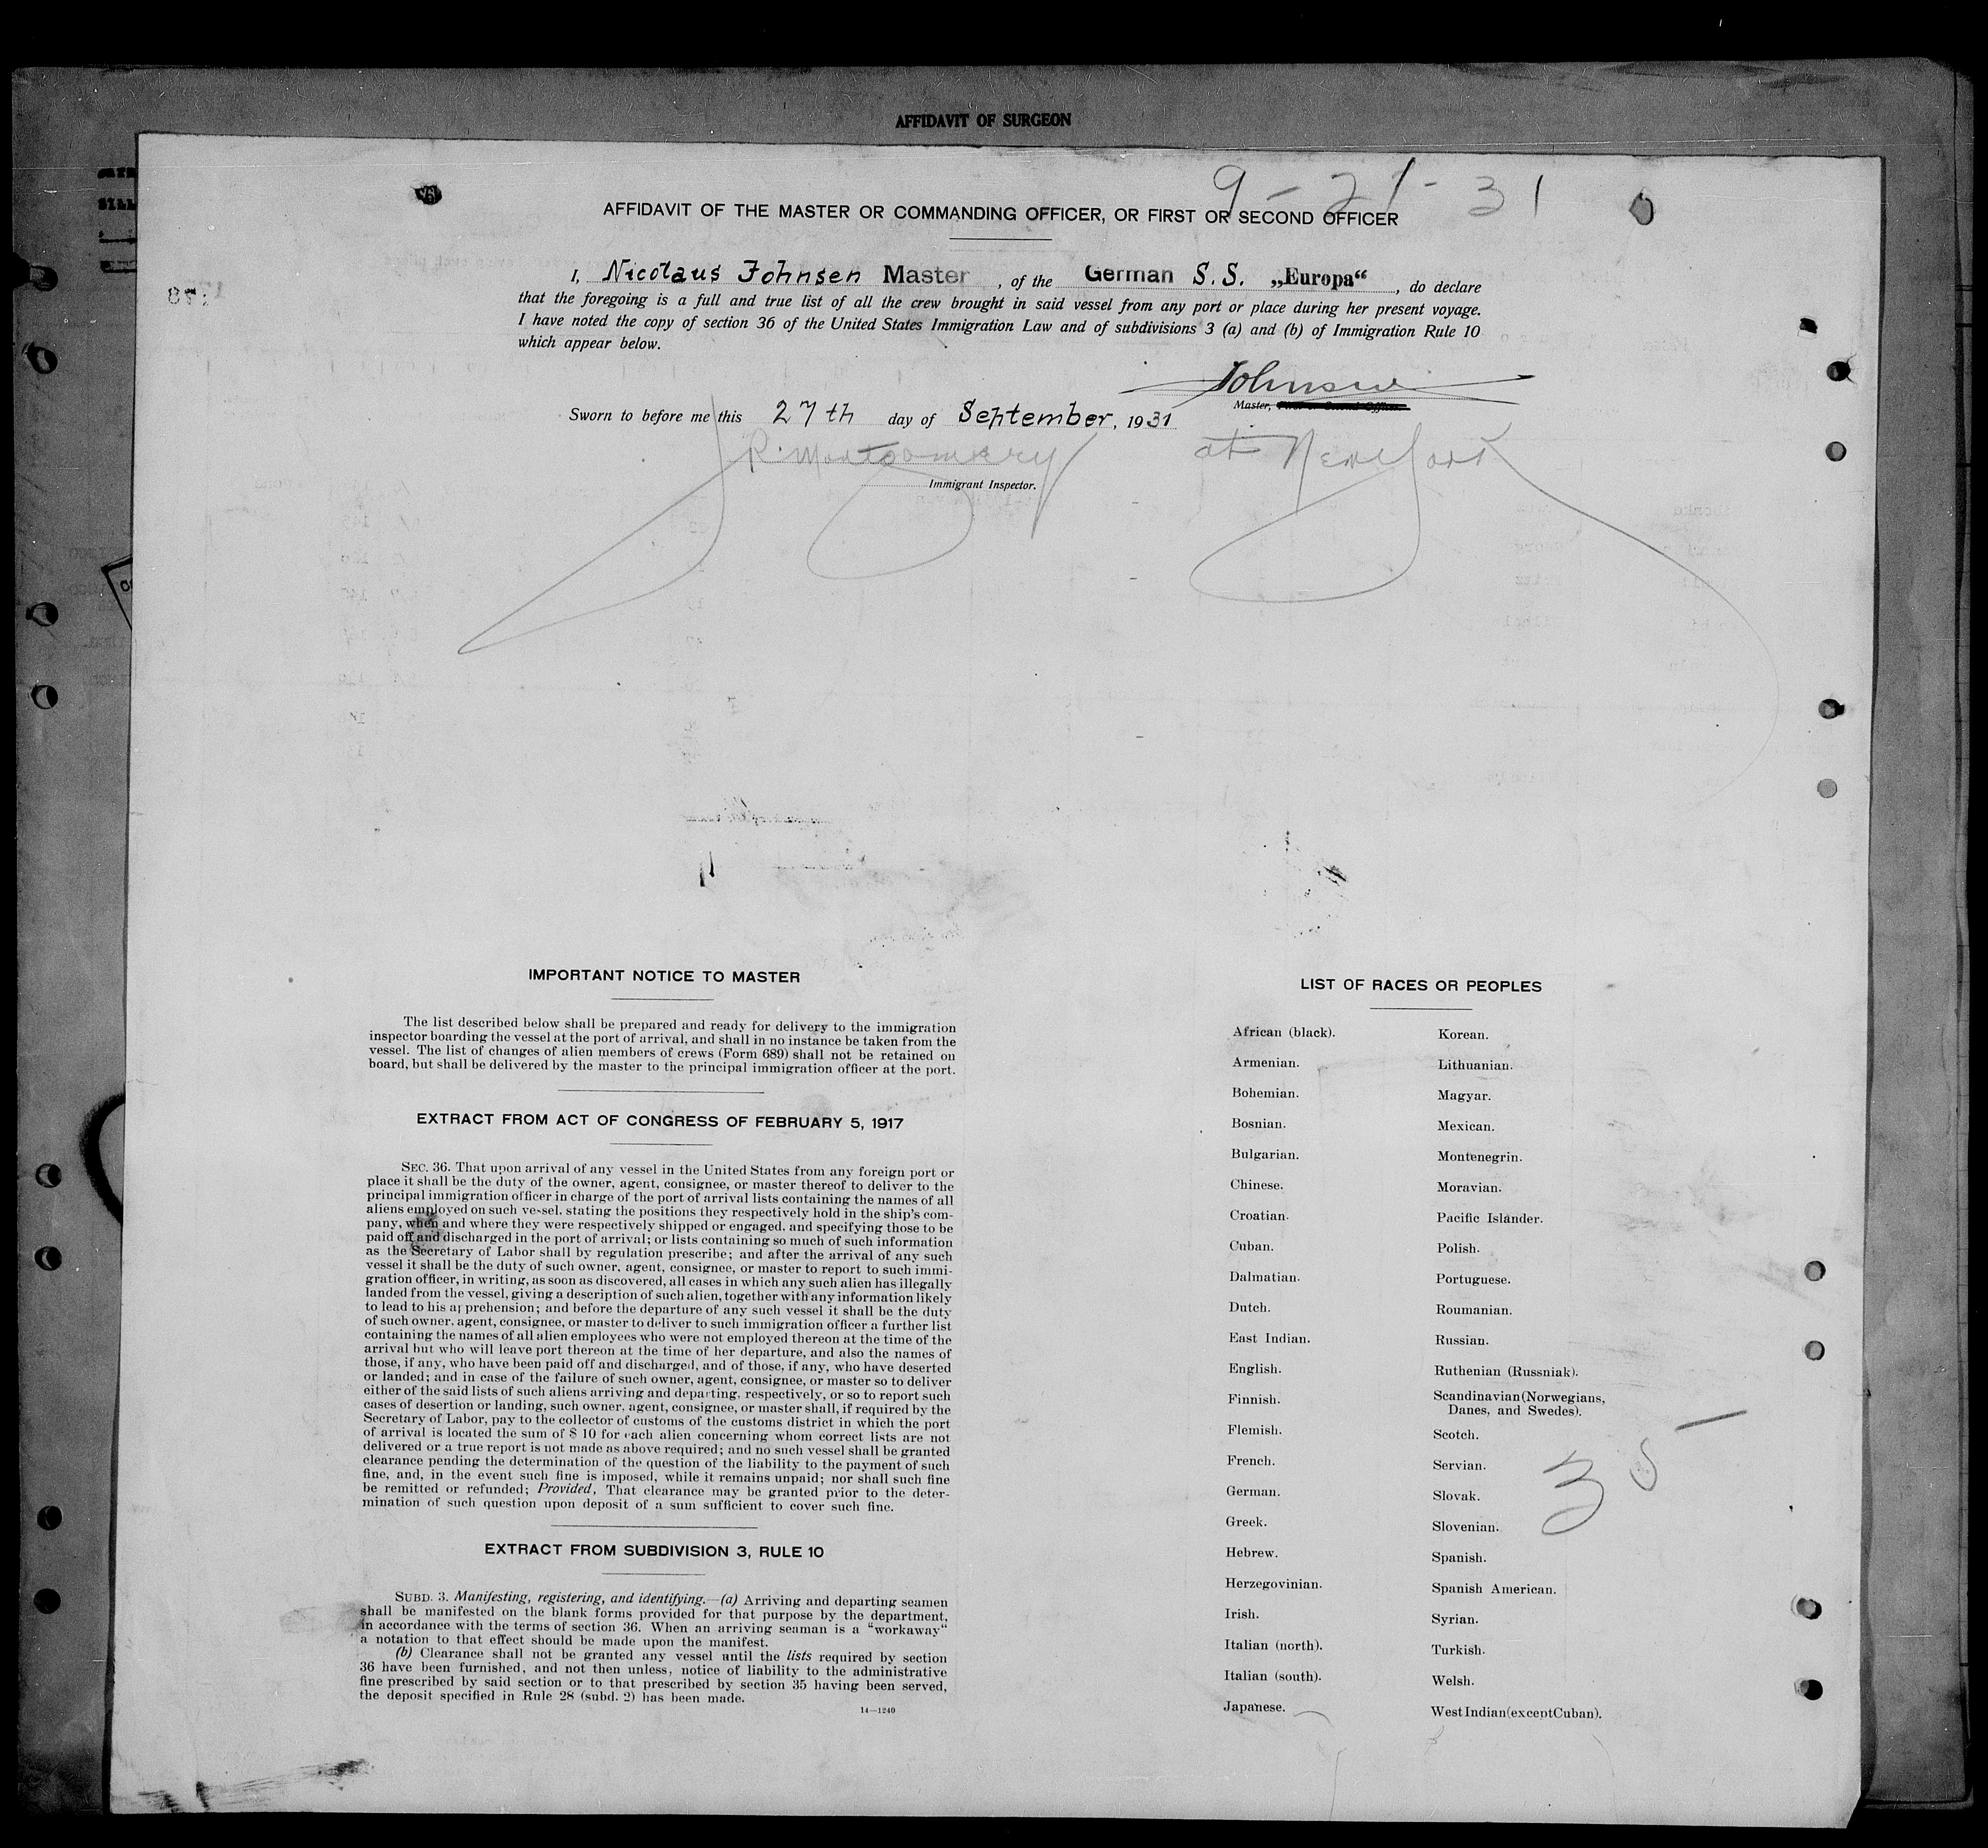 AFFIDAVIT OF SURGEON
9-27-31
AFFIDAVIT OF THE MASTER OR COMMANDING OFFICER, OR FIRST OR SECOND OFFICER
I, Nicolaus Johnsen Master, of the German S.S. „Europa“, do declare
that the foregoing is a full and true list of all the crew brought in said vessel from any port or place during her present voyage.
I have noted the copy of section 36 of the United States Immigration Law and of subdivisions 3 (a) and (b) of Immigration Rule 10
which appear below.
Johnsen
Master, First or Second Officer.
Sworn to before me this 27th day of September, 1931
R. Montgomery at New York
Immigrant Inspector.
IMPORTANT NOTICE TO MASTER
The list described below shall be prepared and ready for delivery to the immigration
inspector boarding the vessel at the port of arrival, and shall in no instance be taken from the
vessel. The list of changes of alien members of crews (Form 689) shall not be retained on
board, but shall be delivered by the master to the principal immigration officer at the port.
EXTRACT FROM ACT OF CONGRESS OF FEBRUARY 5, 1917
SEC. 36. That upon arrival of any vessel in the United States from any foreign port or
place it shall be the duty of the owner, agent, consignee, or master thereof to deliver to the
principal immigration officer in charge of the port of arrival lists containing the names of all
aliens employed on such vessel, stating the positions they respectively hold in the ship's com-
pany, when and where they were respectively shipped or engaged, and specifying those to be
paid off and discharged in the port of arrival; or lists containing so much of such information
as the Secretary of Labor shall by regulation prescribe; and after the arrival of any such
vessel it shall be the duty of such owner, agent, consignee, or master to report to such immi-
gration officer, in writing, as soon as discovered, all cases in which any such alien has illegally
landed from the vessel, giving a description of such alien, together with any information likely
to lead to his apprehension; and before the departure of any such vessel it shall be the duty
of such owner, agent, consignee, or master to deliver to such immigration officer a further list
containing the names of all alien employees who were not employed thereon at the time of the
arrival but who will leave port thereon at the time of her departure, and also the names of
those, if any, who have been paid off and discharged, and of those, if any, who have deserted
or landed; and in case of the failure of such owner, agent, consignee, or master so to deliver
either of the said lists of such aliens arriving and departing, respectively, or so to report such
cases of desertion or landing, such owner, agent, consignee, or master shall, if required by the
Secretary of Labor, pay to the collector of customs of the customs district in which the port
of arrival is located the sum of $ 10 for each alien concerning whom correct lists are not
delivered or a true report is not made as above required; and no such vessel shall be granted
clearance pending the determination of the question of the liability to the payment of such
fine, and, in the event such fine is imposed, while it remains unpaid; nor shall such fine
be remitted or refunded; Provided, That clearance may be granted prior to the deter-
mination of such question upon deposit of a sum sufficient to cover such fine.
EXTRACT FROM SUBDIVISION 3, RULE 10
SUBD. 3. Manifesting, registering, and identifying.—(a) Arriving and departing seamen
shall be manifested on the blank forms provided for that purpose by the department,
in accordance with the terms of section 36. When an arriving seaman is a “workaway“
a notation to that effect should be made upon the manifest.
(b) Clearance shall not be granted any vessel until the lists required by section
36 have been furnished, and not then unless, notice of liability to the administrative
fine prescribed by said section or to that prescribed by section 35 having been served,
the deposit specified in Rule 28 (subd. 2) has been made.
14—1240
LIST OF RACES OR PEOPLES
African (black).
Armenian.
Bohemian.
Bosnian.
Bulgarian.
Chinese.
Croatian.
Cuban.
Dalmatian.
Dutch.
East Indian.
English.
Finnish.
Flemish.
French.
German.
Greek.
Hebrew.
Herzegovinian.
Irish.
Italian (north).
Italian (south).
Japanese.
Korean.
Lithuanian.
Magyar.
Mexican.
Montenegrin.
Moravian.
Pacific Islander.
Polish.
Portuguese.
Roumanian.
Russian.
Ruthenian (Russniak).
Scandinavian (Norwegians,
Danes, and Swedes).
Scotch.
Servian.
Slovak.
Slovenian.
Spanish.
Spanish American.
Syrian.
Turkish.
Welsh.
West Indian (except Cuban).
35